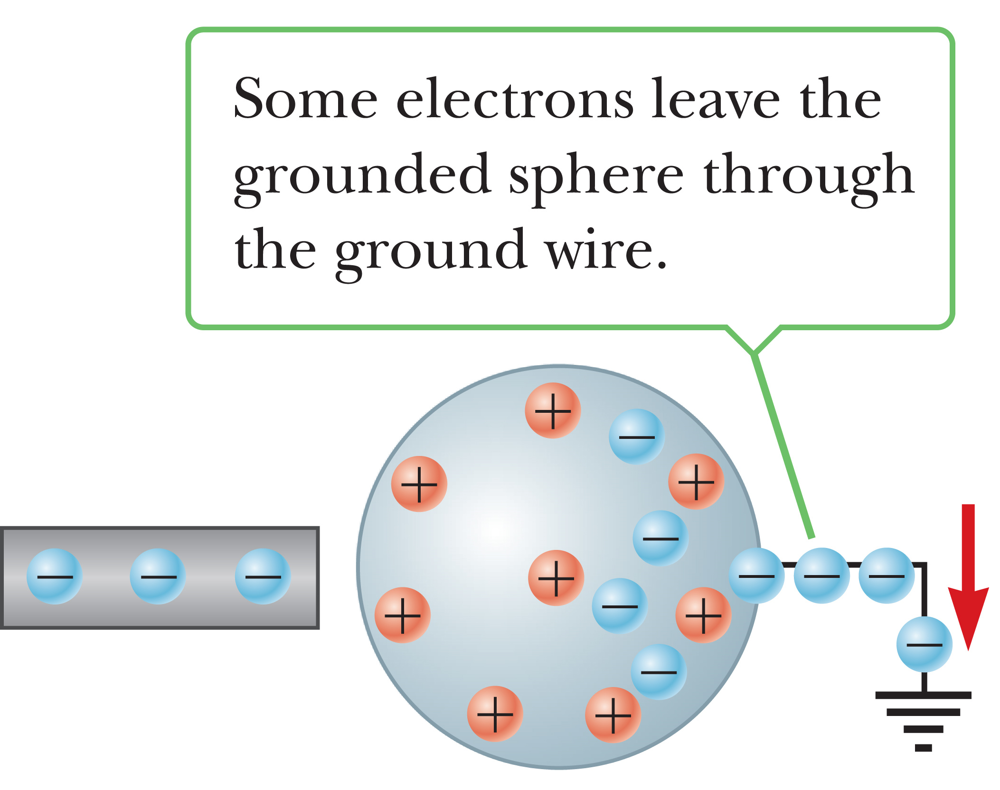 Some electrons leave the
grounded sphere through
the ground wire.